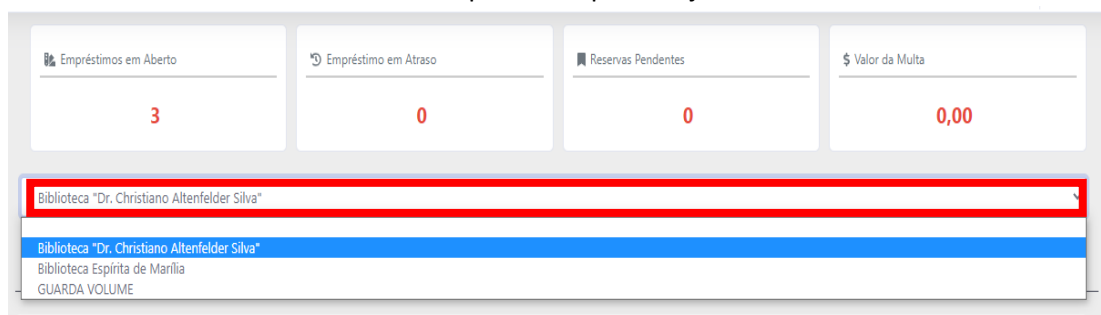 Empréstimos em Aberto
Empréstimo em Atraso
Reservas Pendentes
$ Valor da Multa
3
0
0
0,00
Biblioteca "Dr. Christiano Altenfelder Silva"
Biblioteca "Dr. Christiano Altenfelder Silva"
Biblioteca Espírita de Marília
GUARDA VOLUME